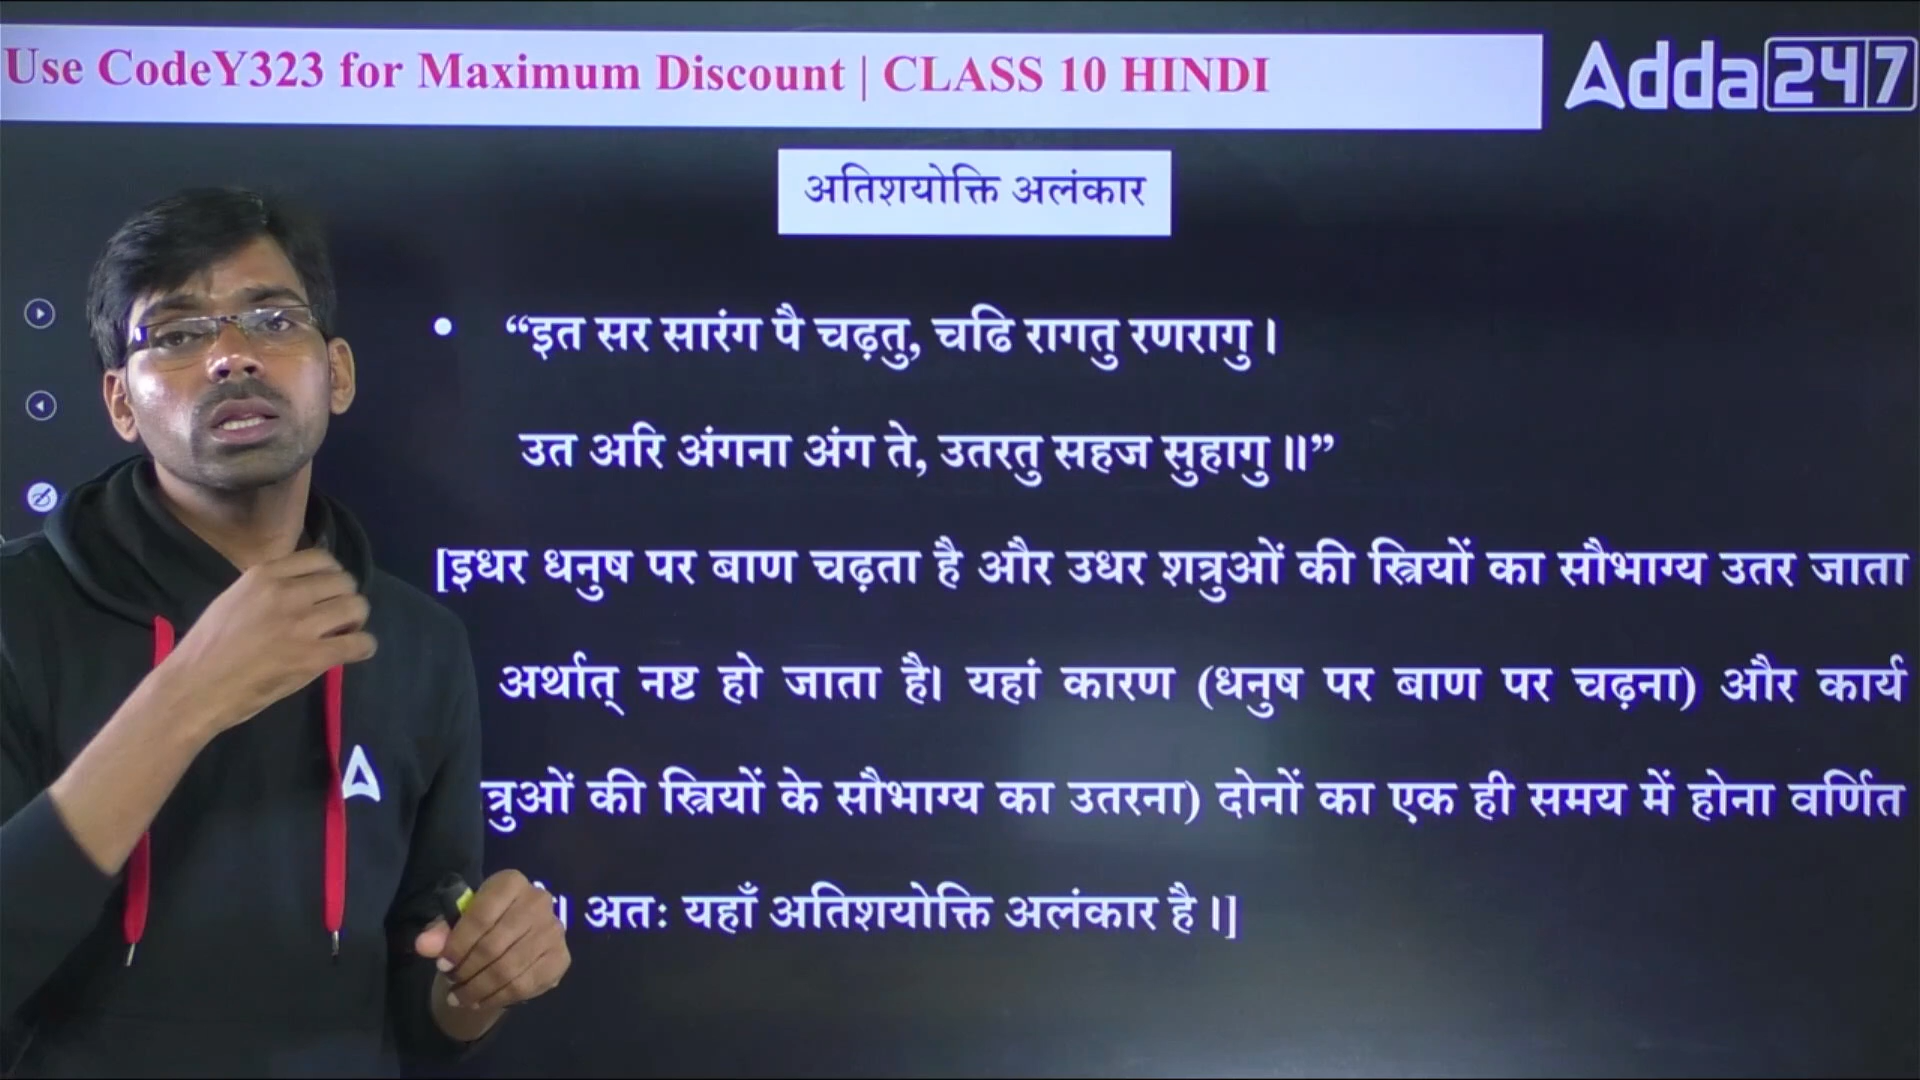 Use CodeY323 for Maximum Discount | CLASS 10 HINDI
Adda247
अतिशयोक्ति अलंकार
• “इत सर सारंग पै चढ़तु, चढि रागतु रणरागु ।
उत अरि अंगना अंग ते, उतरतु सहज सुहागु ॥”
[इधर धनुष पर बाण चढ़ता है और उधर शत्रुओं की स्त्रियों का सौभाग्य उतर जाता
अर्थात् नष्ट हो जाता है। यहां कारण (धनुष पर बाण पर चढ़ना) और कार्य
की स्त्रियों के सौभाग्य का उतरना) दोनों का एक ही समय में होना वर्णित
अतः यहाँ अतिशयोक्ति अलंकार है ।]